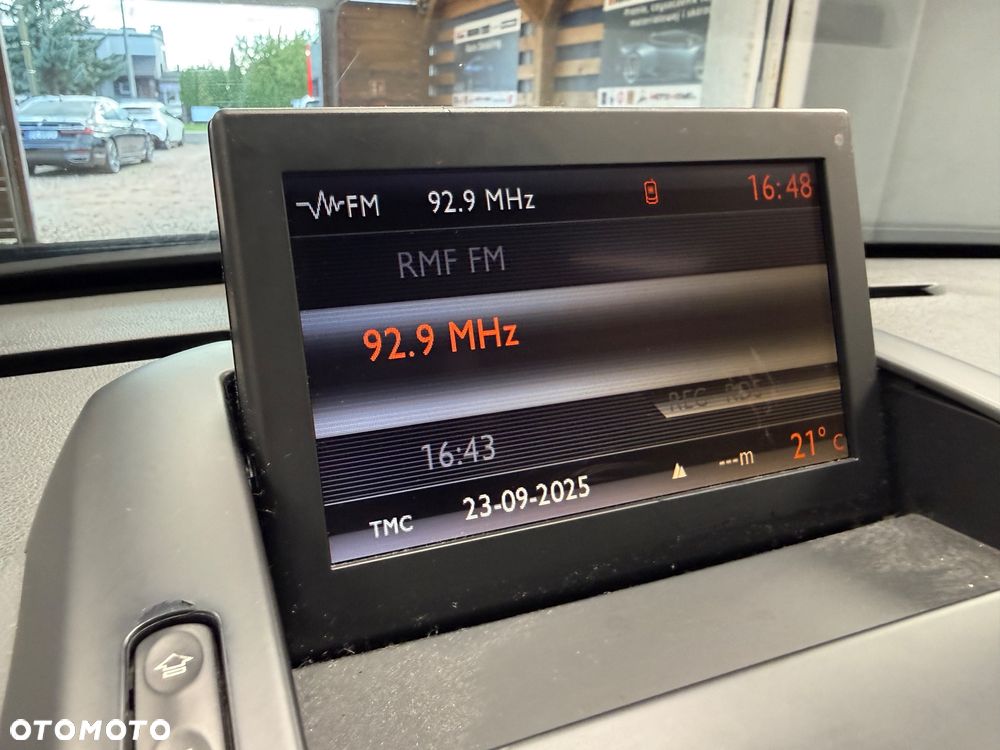 FM 92.9 MHz 16:48
RMF FM
92.9 MHz
REG RDS
16:43
TMC 23-09-2025 ---m 21°C
OTOMOTO